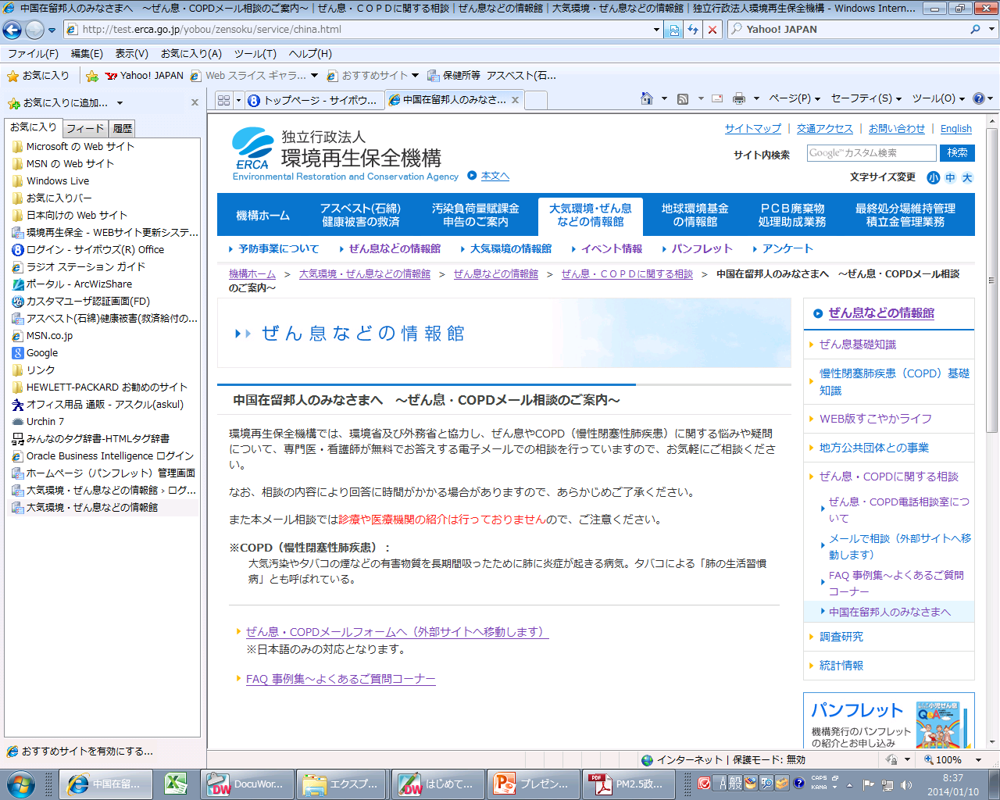 中国在留邦人のみなさまへ　～ぜん息・COPDメール相談のご案内～ | ぜん息・ＣＯＰＤに関する相談 | ぜん息などの情報館 | 大気環境・ぜん息などの情報館 | 独立行政法人環境再生保全機構 - Windows Intern...
http://test.erca.go.jp/yobou/zensoku/service/china.html
Yahoo! JAPAN
ファイル(F) 編集(E) 表示(V) お気に入り(A) ツール(T) ヘルプ(H)
お気に入り Yahoo! JAPAN Web スライス ギャラ... おすすめサイト 保健所等 アスベスト(石...
お気に入りに追加...
トップページ - サイボウ... 中国在留邦人のみなさ... x
ページ(P) セーフティ(S) ツール(O)
お気に入り フィード 履歴
Microsoft の Web サイト
MSN の Web サイト
Windows Live
お気に入りバー
日本向けの Web サイト
環境再生保全 - WEBサイト更新システ...
ログイン - サイボウズ(R) Office
ラジオ ステーション ガイド
ポータル - ArcWizShare
カスタマユーザ認証画面(FD)
アスベスト(石綿)健康被害(救済給付の...
MSN.co.jp
Google
リンク
HEWLETT-PACKARD お勧めのサイト
オフィス用品 通販 - アスクル(askul)
Urchin 7
みんなのタグ辞書-HTMLタグ辞書
Oracle Business Intelligence ログイン
ホームページ（パンフレット）管理画面
大気環境・ぜん息などの情報館 › ログ...
大気環境・ぜん息などの情報館
おすすめサイトを有効にする...
ERCA
独立行政法人
環境再生保全機構
Environmental Restoration and Conservation Agency
本文へ
サイトマップ | 交通アクセス | お問い合わせ | English
サイト内検索 Google™カスタム検索 検索
文字サイズ変更 小 中 大
機構ホーム
アスベスト(石綿)
健康被害の救済
汚染負荷量賦課金
申告のご案内
大気環境・ぜん息
などの情報館
地球環境基金
の情報館
ＰＣＢ廃棄物
処理助成業務
最終処分場維持管理
積立金管理業務
予防事業について ぜん息などの情報館 大気環境の情報館 イベント情報 パンフレット アンケート
機構ホーム > 大気環境・ぜん息などの情報館 > ぜん息などの情報館 > ぜん息・ＣＯＰＤに関する相談 > 中国在留邦人のみなさまへ　～ぜん息・COPDメール相談
のご案内～
ぜん息などの情報館
中国在留邦人のみなさまへ　～ぜん息・COPDメール相談のご案内～
環境再生保全機構では、環境省及び外務省と協力し、ぜん息やCOPD（慢性閉塞性肺疾患）に関する悩みや疑問
について、専門医・看護師が無料でお答えする電子メールでの相談を行っていますので、お気軽にご相談くださ
い。
なお、相談の内容により回答に時間がかかる場合がありますので、あらかじめご了承ください。
また本メール相談では診療や医療機関の紹介は行っておりませんので、ご注意ください。
※COPD（慢性閉塞性肺疾患）：
大気汚染やタバコの煙などの有害物質を長期間吸ったために肺に炎症が起きる病気。タバコによる「肺の生活習慣
病」とも呼ばれている。
ぜん息・COPDメールフォームへ（外部サイトへ移動します）
※日本語のみの対応となります。
FAQ 事例集～よくあるご質問コーナー
ぜん息などの情報館
ぜん息基礎知識
慢性閉塞肺疾患（COPD）基礎
知識
WEB版すこやかライフ
地方公共団体との事業
ぜん息・COPDに関する相談
ぜん息・COPD電話相談室につ
いて
メールで相談（外部サイトへ移
動します）
FAQ 事例集～よくあるご質問
コーナー
中国在留邦人のみなさまへ
調査研究
統計情報
パンフレット
機構発行のパンフレット
の紹介とお申し込み
小児ぜん息
Q&A
インターネット | 保護モード: 無効
100%
中国在留... DocuWor... エクスプ... はじめて... プレゼン... PM2.5政...
A 般 CAPS KANA
8:37
2014/01/10